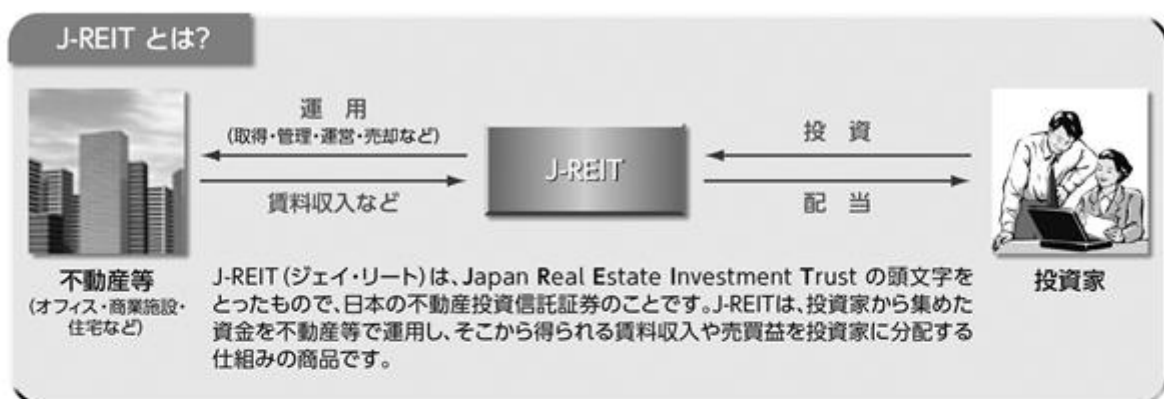 J-REIT とは?
運 用
(取得・管理・運営・売却など)
J-REIT
投 資
賃料収入など
配 当
不動産等
(オフィス・商業施設・
住宅など)
J-REIT(ジェイ・リート)は、Japan Real Estate Investment Trust の頭文字を
とったもので、日本の不動産投資信託証券のことです。J-REITは、投資家から集めた
資金を不動産等で運用し、そこから得られる賃料収入や売買益を投資家に分配する
仕組みの商品です。
投資家